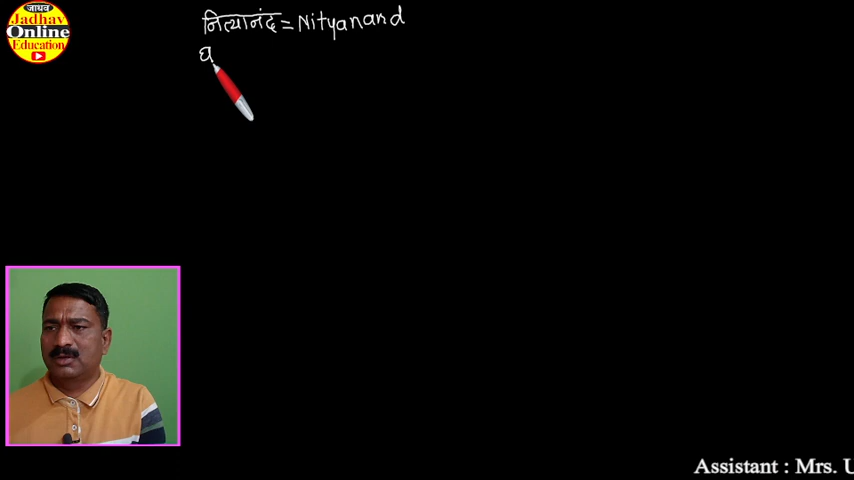 जाधव
Jadhav
Online
Education
नित्यानंद = Nityanand
Assistant : Mrs. U